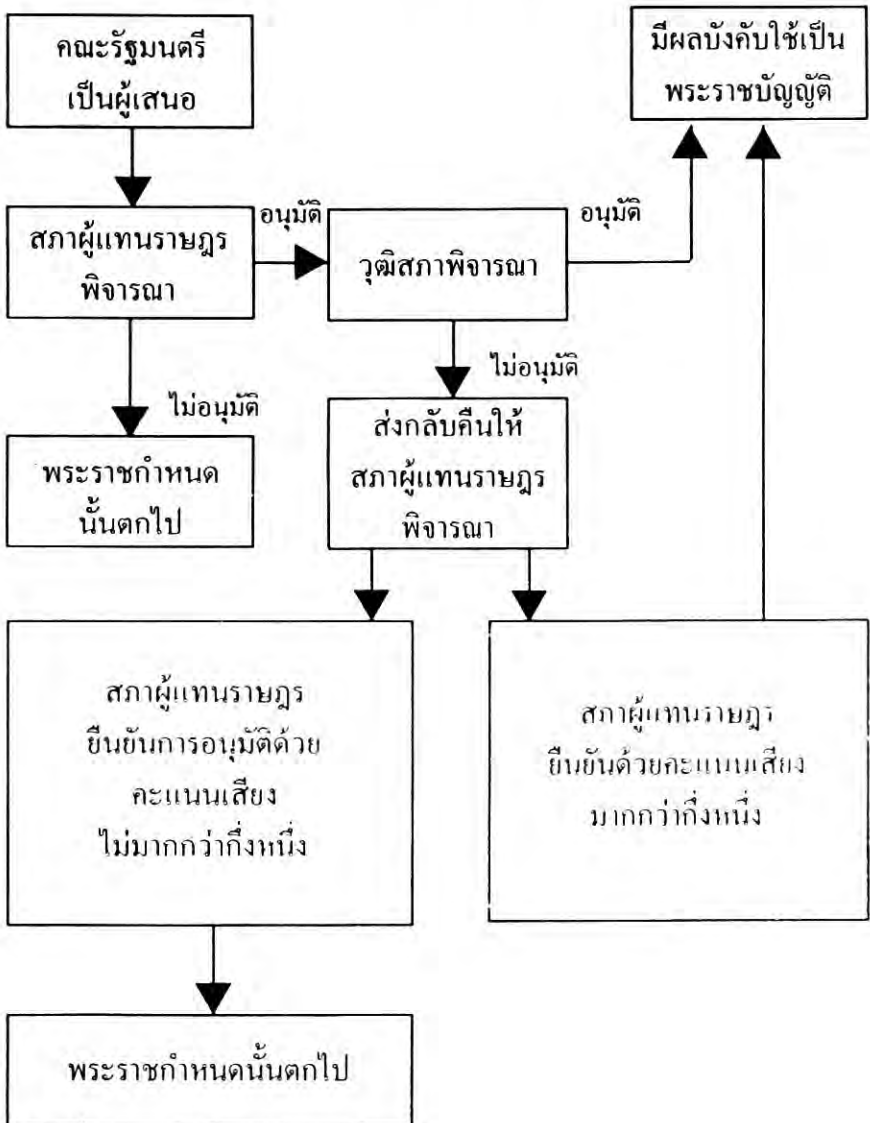 คณะรัฐมนตรี
เป็นผู้เสนอ
มีผลบังคับใช้เป็น
พระราชบัญญัติ
สภาผู้แทนราษฎร
พิจารณา
อนุมัติ
วุฒิสภาพิจารณา
อนุมัติ
ไม่อนุมัติ
ไม่อนุมัติ
พระราชกำหนด
นั้นตกไป
ส่งกลับคืนให้
สภาผู้แทนราษฎร
พิจารณา
สภาผู้แทนราษฎร
ยืนยันการอนุมัติด้วย
คะแนนเสียง
ไม่มากกว่ากึ่งหนึ่ง
สภาผู้แทนราษฎร
ยืนยันด้วยคะแนนเสียง
มากกว่ากึ่งหนึ่ง
พระราชกำหนดนั้นตกไป